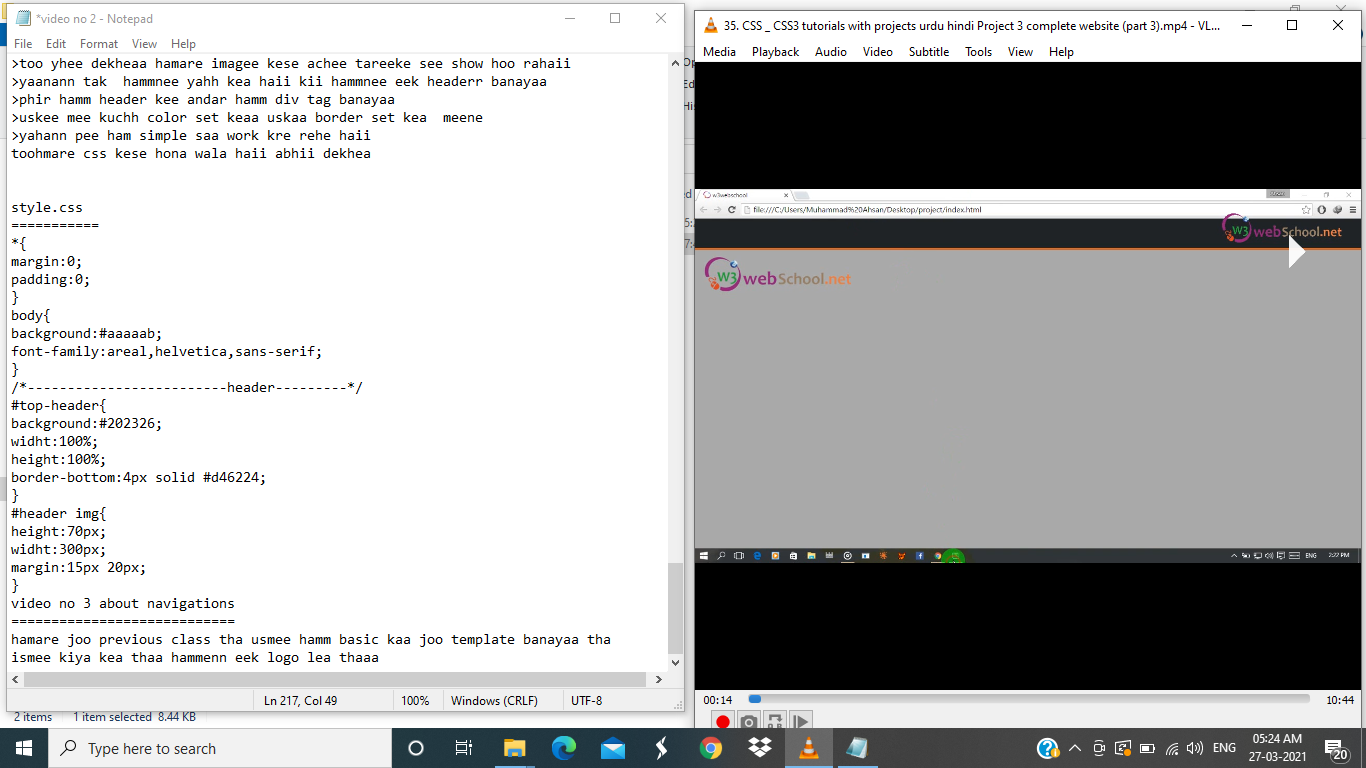 *video no 2 - Notepad
File Edit Format View Help
>too yhee dekheaa hamare imagee kese achee tareeke see show hoo rahaii
>yaanann tak  hammnee yahh kea haii kii hammnee eek headerr banayaa
>phir hamm header kee andar hamm div tag banayaa
>uskee mee kuchh color set keaa uskaa border set kea  meene
>yahann pee ham simple saa work kre rehe haii
toohmare css kese hona wala haii abhii dekhea
style.css
===========
*{
margin:0;
padding:0;
}
body{
background:#aaaaab;
font-family:areal,helvetica,sans-serif;
}
/*-------------------------header---------*/
#top-header{
background:#202326;
widht:100%;
height:100%;
border-bottom:4px solid #d46224;
}
#header img{
height:70px;
widht:300px;
margin:15px 20px;
}
video no 3 about navigations
============================
hamare joo previous class tha usmee hamm basic kaa joo template banayaa tha
ismee kiya kea thaa hammenn eek logo lea thaaa
Ln 217, Col 49 100% Windows (CRLF) UTF-8
2 items 1 item selected 8.44 KB
35. CSS _ CSS3 tutorials with projects urdu hindi Project 3 complete website (part 3).mp4 - VL...
Media Playback Audio Video Subtitle Tools View Help
w3webschool
file:///C:/Users/Muhammad%20Ahsan/Desktop/project/index.html
W3 webSchool.net
W3 webSchool.net
ENG 2:22 PM
00:14 10:44
Type here to search
ENG
05:24 AM
27-03-2021
20